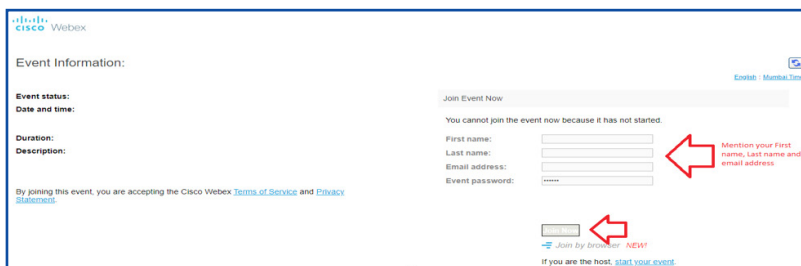 cisco Webex
Event Information:
English : Mumbai Time
Event status:
Date and time:
Duration:
Description:
By joining this event, you are accepting the Cisco Webex Terms of Service and Privacy
Statement.
Join Event Now
You cannot join the event now because it has not started.
First name:
Last name:
Email address:
Event password:
Mention your First
name, Last name and
email address
Join Now
Join by browser NEW!
If you are the host, start your event.